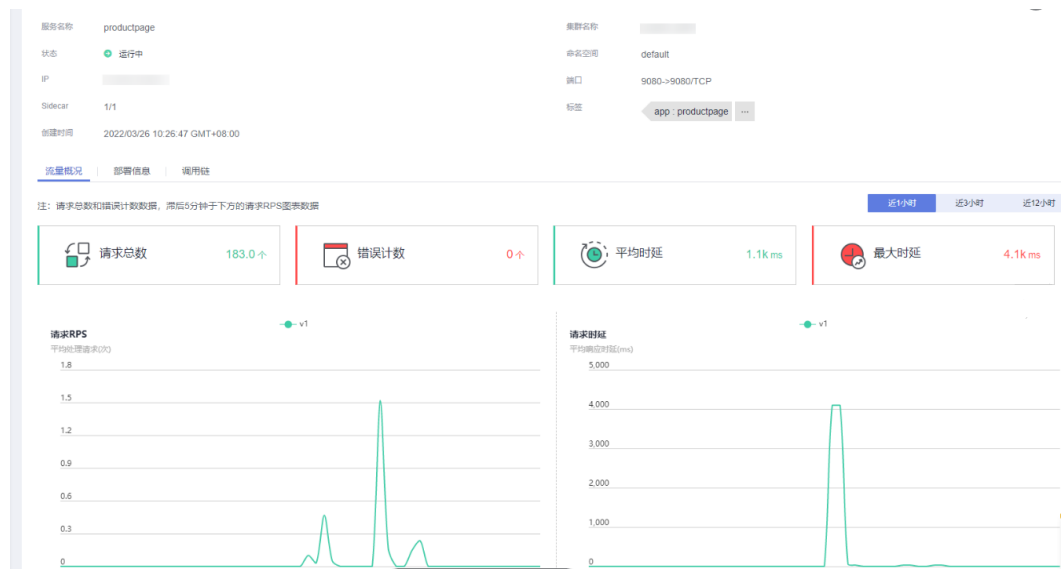 服务名称 productpage 集群名称
状态 运行中 命名空间 default
IP 端口 9080->9080/TCP
Sidecar 1/1 标签 app : productpage ...
创建时间 2022/03/26 10:26:47 GMT+08:00
流量概况 部署信息 调用链
注：请求总数和错误计数数据，滞后5分钟于下方的请求RPS图表数据 近1小时 近3小时 近12小时
请求总数 183.0 个 错误计数 0 个 平均时延 1.1k ms 最大时延 4.1k ms
v1 v1
请求RPS 请求时延
平均处理请求(次) 平均响应时延(ms)
1.8 5,000
1.5 4,000
1.2 3,000
0.9 2,000
0.6 1,000
0.3 0
0